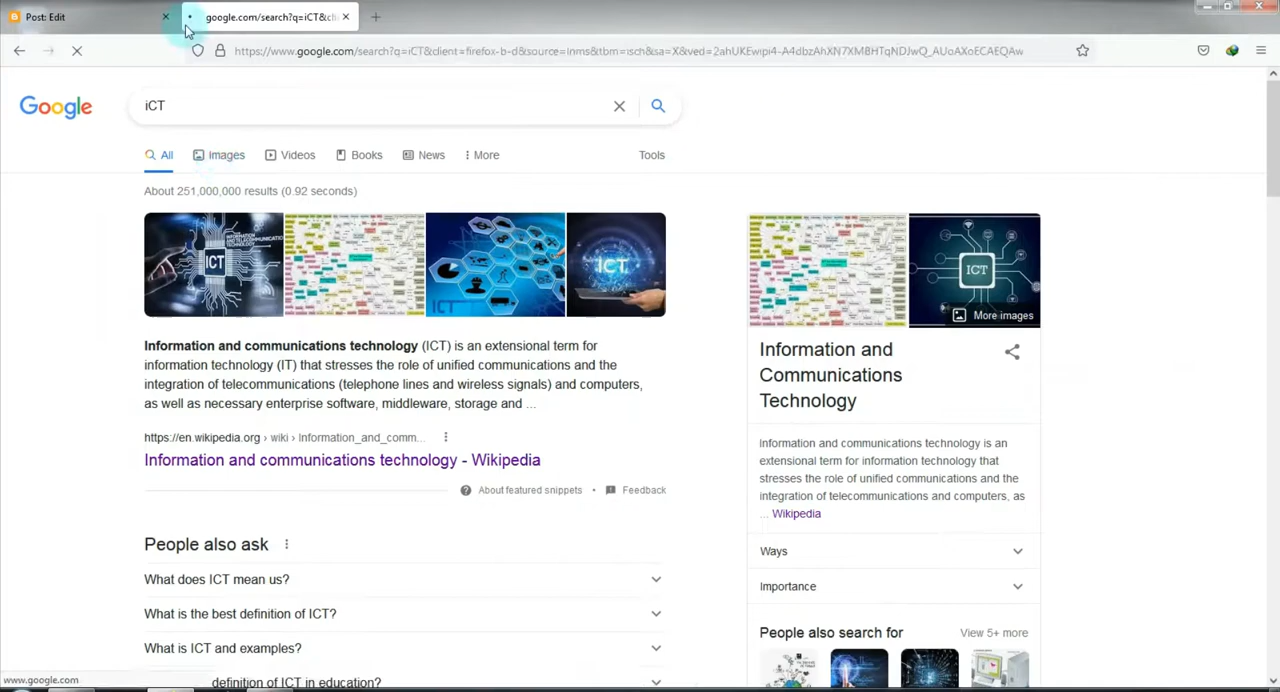 Post: Edit
google.com/search?q=iCT&cli
https://www.google.com/search?q=iCT&client=firefox-b-d&source=lnms&tbm=isch&sa=X&ved=2ahUKEwipi4-A4dbzAhXN7XMBHTqNDJwQ_AUoAXoECAEQAw
Google
iCT
All
Images
Videos
Books
News
More
Tools
About 251,000,000 results (0.92 seconds)
INFORMATION AND COMMUNICATION TECHNOLOGY
ICT
ICT
ICT
ICT
More images
Information and communications technology (ICT) is an extensional term for
information technology (IT) that stresses the role of unified communications and the
integration of telecommunications (telephone lines and wireless signals) and computers,
as well as necessary enterprise software, middleware, storage and ...
https://en.wikipedia.org › wiki › Information_and_comm...
Information and communications technology - Wikipedia
About featured snippets • Feedback
People also ask
What does ICT mean us?
What is the best definition of ICT?
What is ICT and examples?
definition of ICT in education?
Information and
Communications
Technology
Information and communications technology is an
extensional term for information technology that
stresses the role of unified communications and the
integration of telecommunications and computers, as
... Wikipedia
Ways
Importance
People also search for
View 5+ more
www.google.com